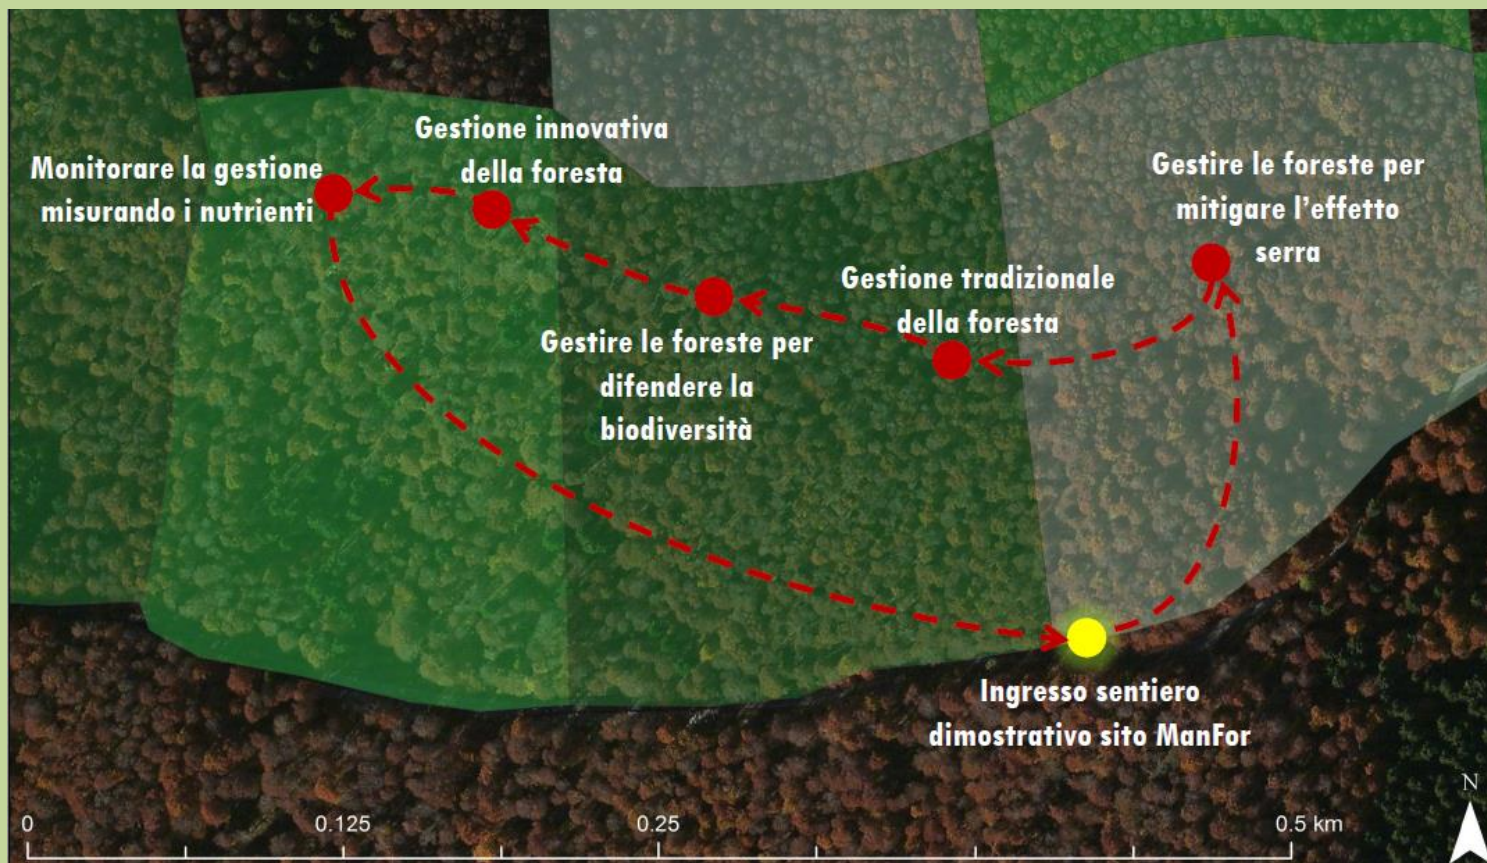 Gestione innovativa
della foresta
Monitorare la gestione
misurando i nutrienti
Gestire le foreste per
mitigare l’effetto
serra
Gestione tradizionale
della foresta
Gestire le foreste per
difendere la
biodiversità
Ingresso sentiero
dimostrativo sito ManFor
N
0
0.125
0.25
0.5 km